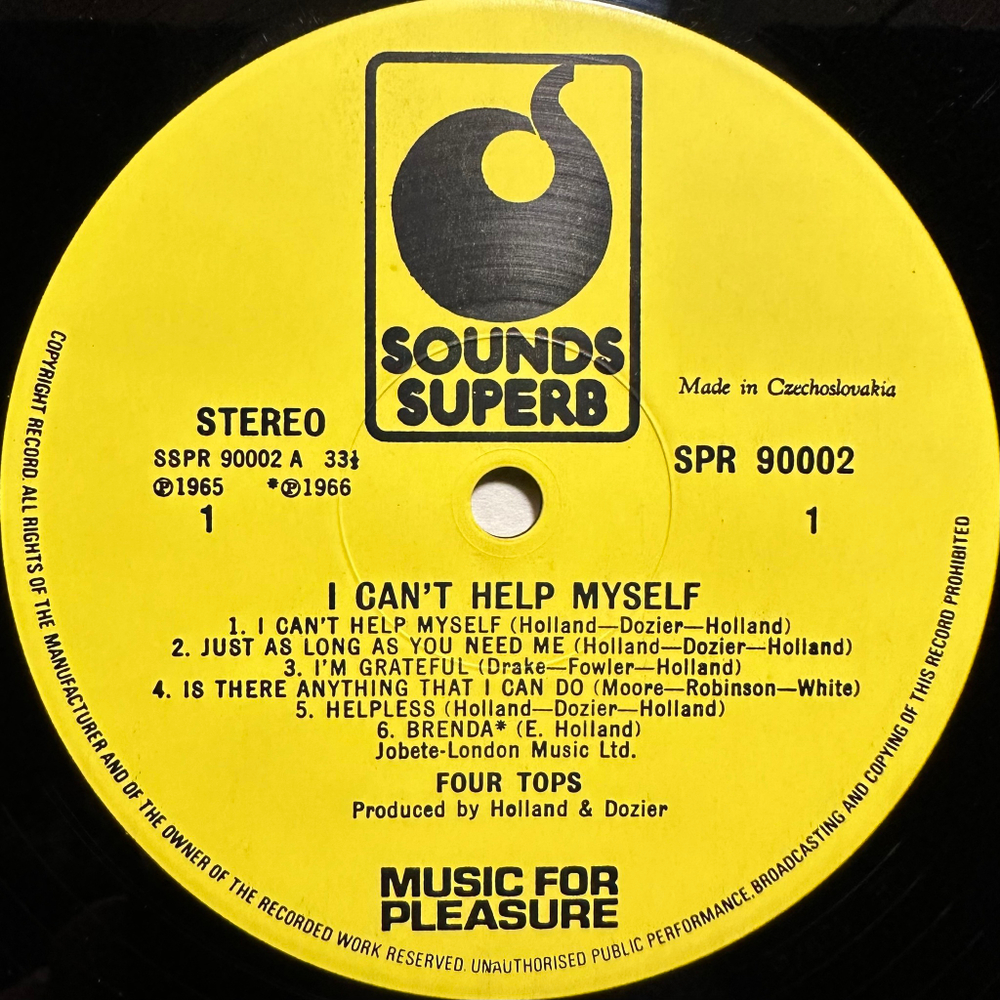 SOUNDS
SUPERB
Made in Czechoslovakia
STEREO
SSPR 90002 A 33⅓
℗1965 *℗1966
1
SPR 90002
1
I CAN'T HELP MYSELF
1. I CAN'T HELP MYSELF (Holland—Dozier—Holland)
2. JUST AS LONG AS YOU NEED ME (Holland—Dozier—Holland)
3. I'M GRATEFUL (Drake—Fowler—Holland)
4. IS THERE ANYTHING THAT I CAN DO (Moore—Robinson—White)
5. HELPLESS (Holland—Dozier—Holland)
6. BRENDA* (E. Holland)
Jobete-London Music Ltd.
FOUR TOPS
Produced by Holland & Dozier
MUSIC FOR
PLEASURE
COPYRIGHT RECORD. ALL RIGHTS OF THE MANUFACTURER AND OF THE OWNER OF THE RECORDED WORK RESERVED. UNAUTHORISED PUBLIC PERFORMANCE. BROADCASTING AND COPYING OF THIS RECORD PROHIBITED